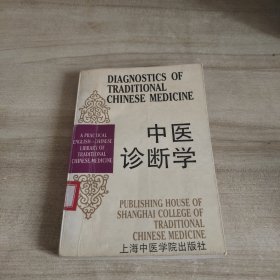 DIAGNOSTICS OF
TRADITIONAL
CHINESE MEDICINE
A PRACTICAL
ENGLISH-CHINESE
LIBRARY OF
TRADITIONAL
CHINESE MEDICINE
中医
诊断学
PUBLISHING HOUSE OF
SHANGHAI COLLEGE OF
TRADITIONAL
CHINESE MEDICINE
上海中医学院出版社